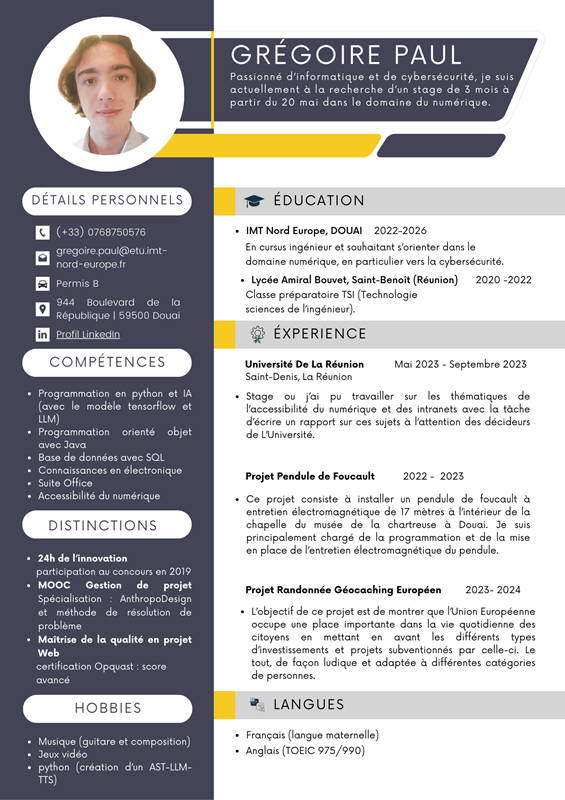 GRÉGOIRE PAUL
Passionné d'informatique et de cybersécurité, je suis
actuellement à la recherche d'un stage de 3 mois à
partir du 20 mai dans le domaine du numérique.
DÉTAILS PERSONNELS
(+33) 0768750576
gregoire.paul@etu.imt-
nord-europe.fr
Permis B
944 Boulevard de la
République | 59500 Douai
Profil LinkedIn
COMPÉTENCES
• Programmation en python et IA
(avec le modèle tensorflow et
LLM)
• Programmation orienté objet
avec Java
• Base de données avec SQL
• Connaissances en électronique
• Suite Office
• Accessibilité du numérique
DISTINCTIONS
• 24h de l'innovation
participation au concours en 2019
• MOOC Gestion de projet
Spécialisation : AnthropoDesign
et méthode de résolution de
problème
• Maîtrise de la qualité en projet
Web
certification Opquast : score
avancé
HOBBIES
• Musique (guitare et composition)
• Jeux vidéo
• python (création d'un AST-LLM-
TTS)
ÉDUCATION
• IMT Nord Europe, DOUAI 2022-2026
En cursus ingénieur et souhaitant s'orienter dans le
domaine numérique, en particulier vers la cybersécurité.
• Lycée Amiral Bouvet, Saint-Benoît (Réunion) 2020 -2022
Classe préparatoire TSI (Technologie
sciences de l'ingénieur).
ÉXPERIENCE
Université De La Réunion Mai 2023 - Septembre 2023
Saint-Denis, La Réunion
• Stage ou j'ai pu travailler sur les thématiques de
l'accessibilité du numérique et des intranets avec la tâche
d'écrire un rapport sur ces sujets à l'attention des décideurs
de L'Université.
Projet Pendule de Foucault 2022 - 2023
• Ce projet consiste à installer un pendule de foucault à
entretien électromagnétique de 17 mètres à l'intérieur de la
chapelle du musée de la chartreuse à Douai. Je suis
principalement chargé de la programmation et de la mise
en place de l'entretien électromagnétique du pendule.
Projet Randonnée Géocaching Européen 2023- 2024
• L'objectif de ce projet est de montrer que l'Union Européenne
occupe une place importante dans la vie quotidienne des
citoyens en mettant en avant les différents types
d'investissements et projets subventionnés par celle-ci. Le
tout, de façon ludique et adaptée à différentes catégories
de personnes.
LANGUES
• Français (langue maternelle)
• Anglais (TOEIC 975/990)